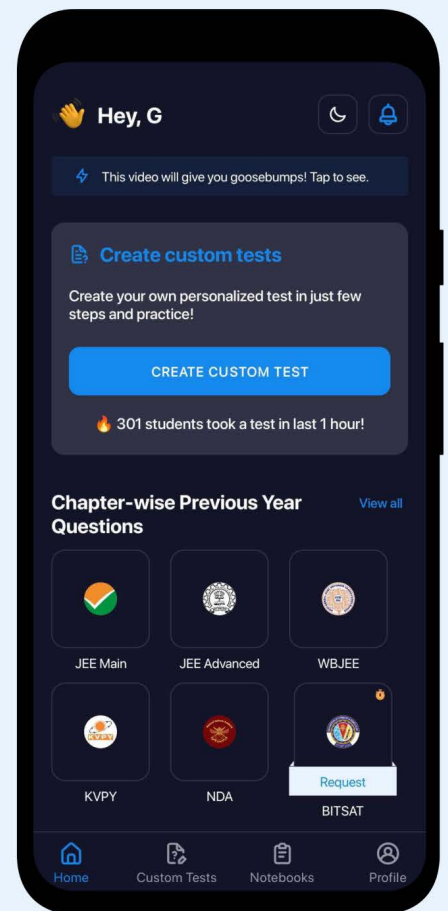 👋 Hey, G
This video will give you goosebumps! Tap to see.
Create custom tests
Create your own personalized test in just few
steps and practice!
CREATE CUSTOM TEST
🔥 301 students took a test in last 1 hour!
Chapter-wise Previous Year
Questions
View all
JEE Main
JEE Advanced
WBJEE
KVPY
KVPY
NDA
Request
BITSAT
Home
Custom Tests
Notebooks
Profile